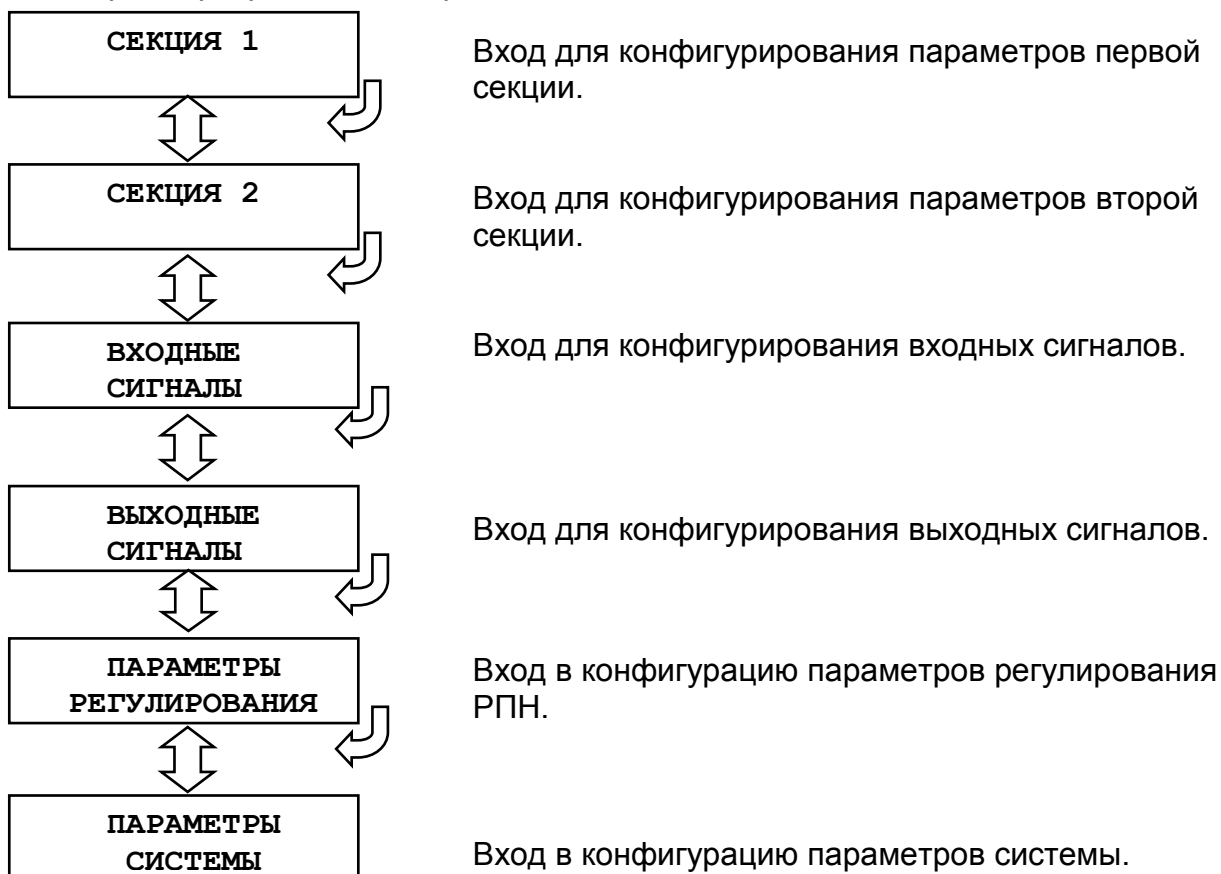 СЕКЦИЯ 1
Вход для конфигурирования параметров первой
секции.
СЕКЦИЯ 2
Вход для конфигурирования параметров второй
секции.
ВХОДНЫЕ
СИГНАЛЫ
Вход для конфигурирования входных сигналов.
ВЫХОДНЫЕ
СИГНАЛЫ
Вход для конфигурирования выходных сигналов.
ПАРАМЕТРЫ
РЕГУЛИРОВАНИЯ
Вход в конфигурацию параметров регулирования
РПН.
ПАРАМЕТРЫ
СИСТЕМЫ
Вход в конфигурацию параметров системы.